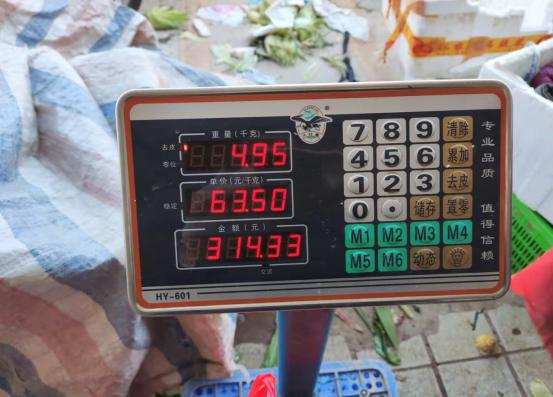 重量(千克)
去皮
零位
4.95
单价(元/千克)
稳定
63.50
金额(元)
314.33
交流
HY-601
®
7 8 9 清除
4 5 6 累加
1 2 3 去皮
0 • 储存 置零
M1 M2 M3 M4
M5 M6 动态
专业品质 值得信赖